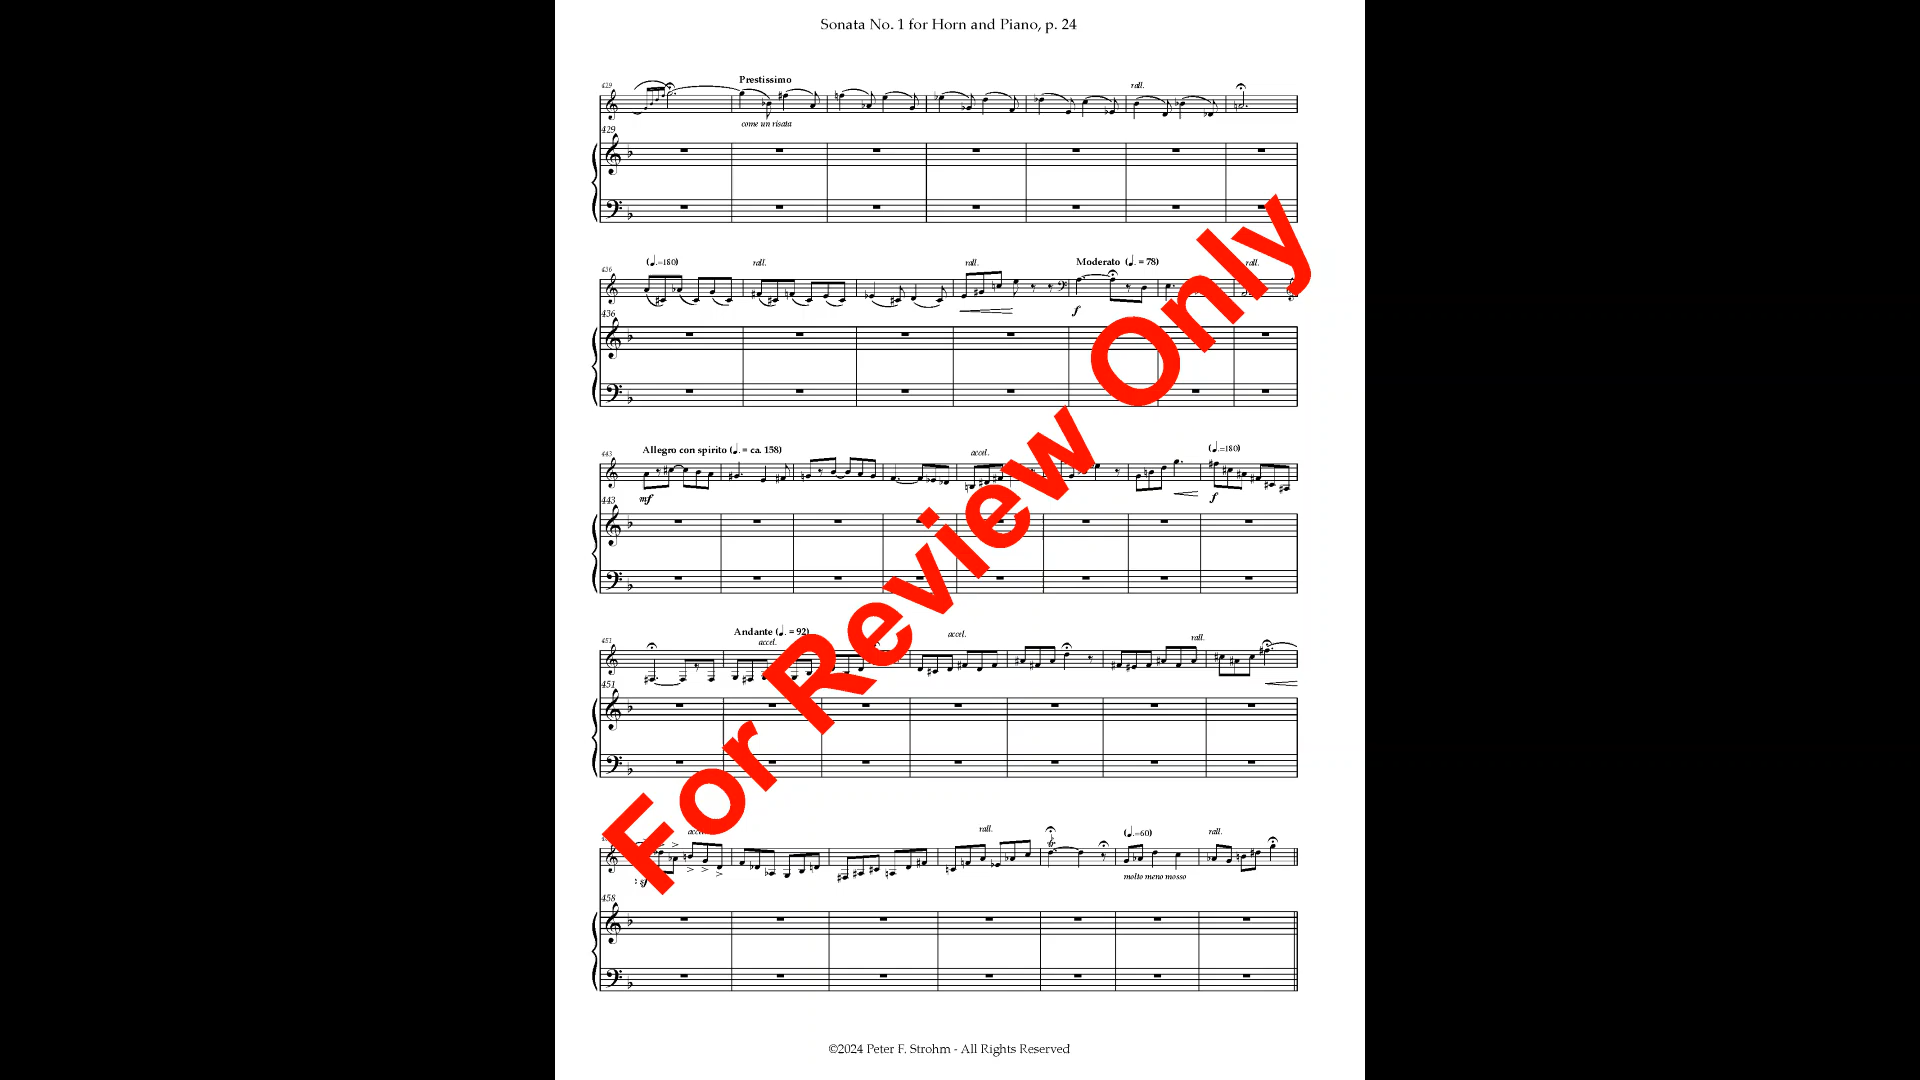 Sonata No. 1 for Horn and Piano, p. 24
429
Prestissimo
rall.
come un risata
429
436
(♩.=180)
rall.
rall.
Moderato (♩. = 78)
rall.
f
436
443
Allegro con spirito (♩. = ca. 158)
accel.
(♩.=180)
mf
f
443
451
Andante (♩. = 92)
accel.
accel.
rall.
451
accel.
rall.
(♩.=60)
rall.
molto meno mosso
458
For Review Only
©2024 Peter F. Strohm - All Rights Reserved